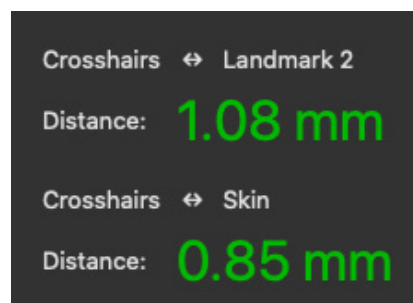 Crosshairs ↔ Landmark 2
Distance: 1.08 mm
Crosshairs ↔ Skin
Distance: 0.85 mm